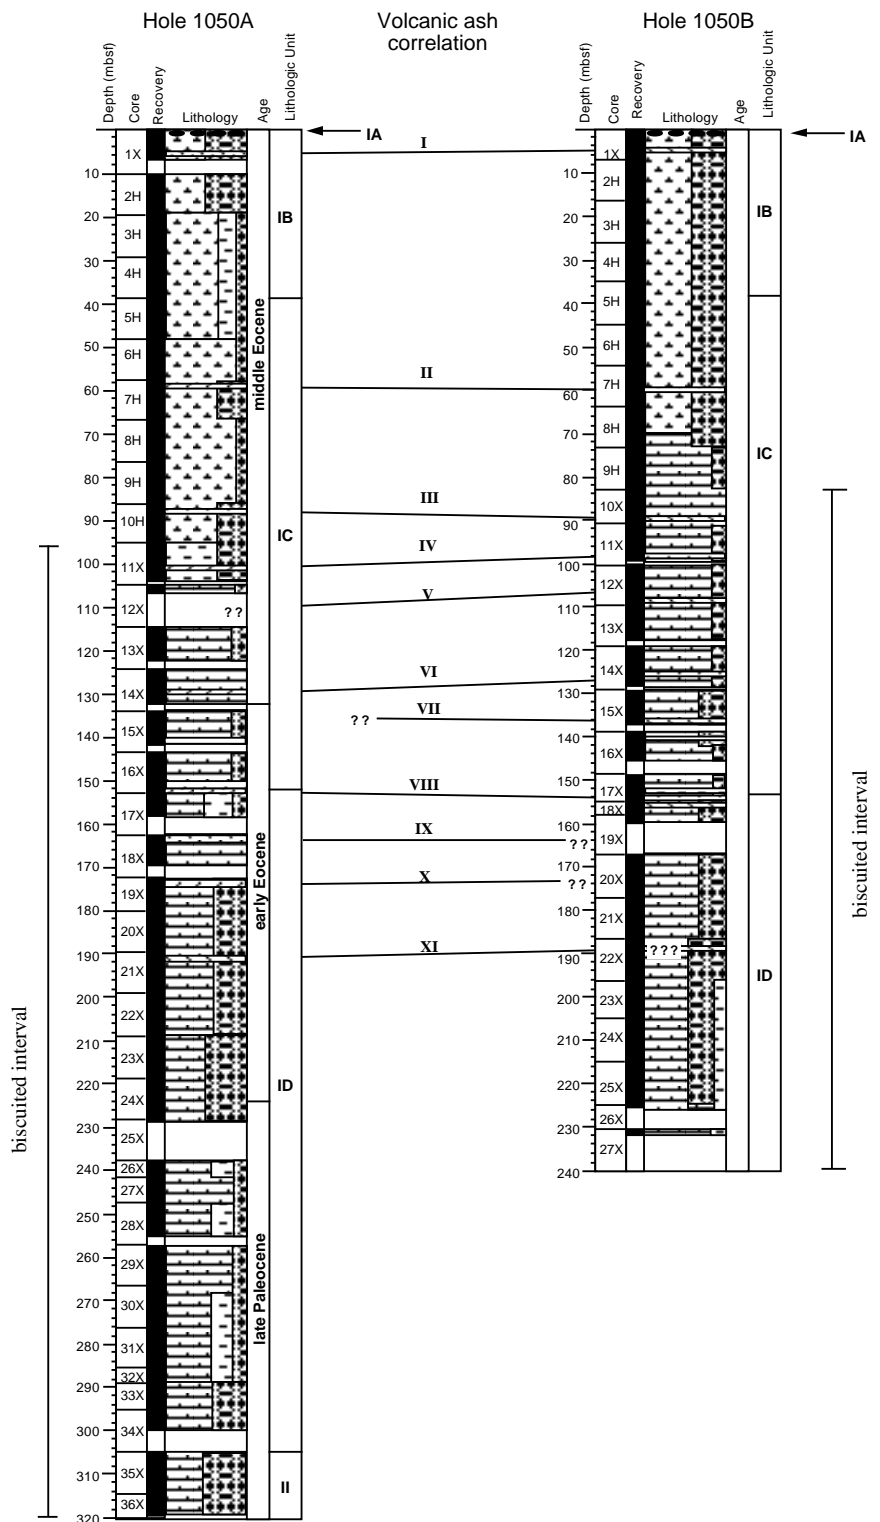 Hole 1050A
Volcanic ash
correlation
Hole 1050B
Depth (mbsf)
Core
Recovery
Lithology
Age
Lithologic Unit
Depth (mbsf)
Core
Recovery
Lithology
Age
Lithologic Unit
IA
IA
10
20
30
40
50
60
70
80
90
100
110
120
130
140
150
160
170
180
190
200
210
220
230
240
250
260
270
280
290
300
310
320
1X
2H
3H
4H
5H
6H
7H
8H
9H
10H
11X
12X
13X
14X
15X
16X
17X
18X
19X
20X
21X
22X
23X
24X
25X
26X
27X
28X
29X
30X
31X
32X
33X
34X
35X
36X
? ?
middle Eocene
early Eocene
late Paleocene
IB
IC
ID
II
I
II
III
IV
V
VI
VII
? ?
VIII
IX
? ?
X
? ?
XI
10
20
30
40
50
60
70
80
90
100
110
120
130
140
150
160
170
180
190
200
210
220
230
240
1X
2H
3H
4H
5H
6H
7H
8H
9H
10X
11X
12X
13X
14X
15X
16X
17X
18X
19X
20X
21X
22X
23X
24X
25X
26X
27X
? ? ?
IB
IC
ID
biscuited interval
biscuited interval